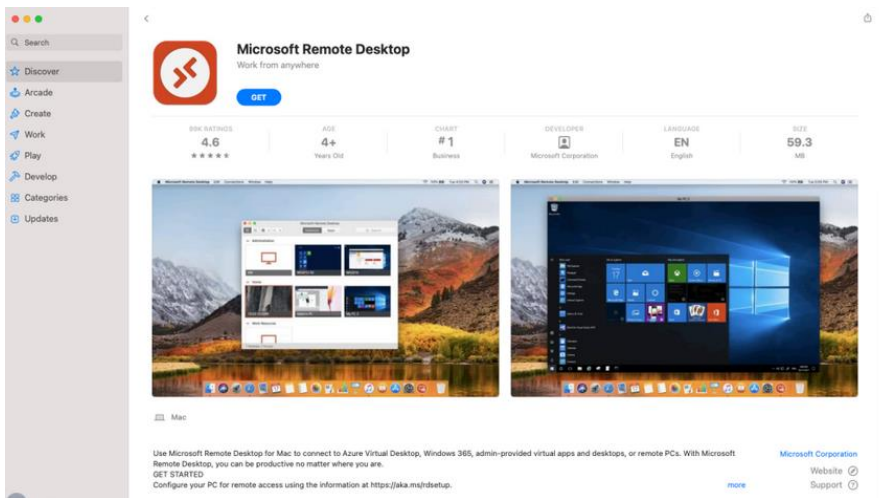 Search
Discover
Arcade
Create
Work
Play
Develop
Categories
Updates
Microsoft Remote Desktop
Work from anywhere
GET
99K RATINGS
4.6
AGE
4+
Years Old
CHART
#1
Business
DEVELOPER
Microsoft Corporation
LANGUAGE
EN
English
SIZE
59.3
MB
Mac
Use Microsoft Remote Desktop for Mac to connect to Azure Virtual Desktop, Windows 365, admin-provided virtual apps and desktops, or remote PCs. With Microsoft
Remote Desktop, you can be productive no matter where you are.
GET STARTED
Configure your PC for remote access using the information at https://aka.ms/rdsetup.
more
Microsoft Corporation
Website
Support